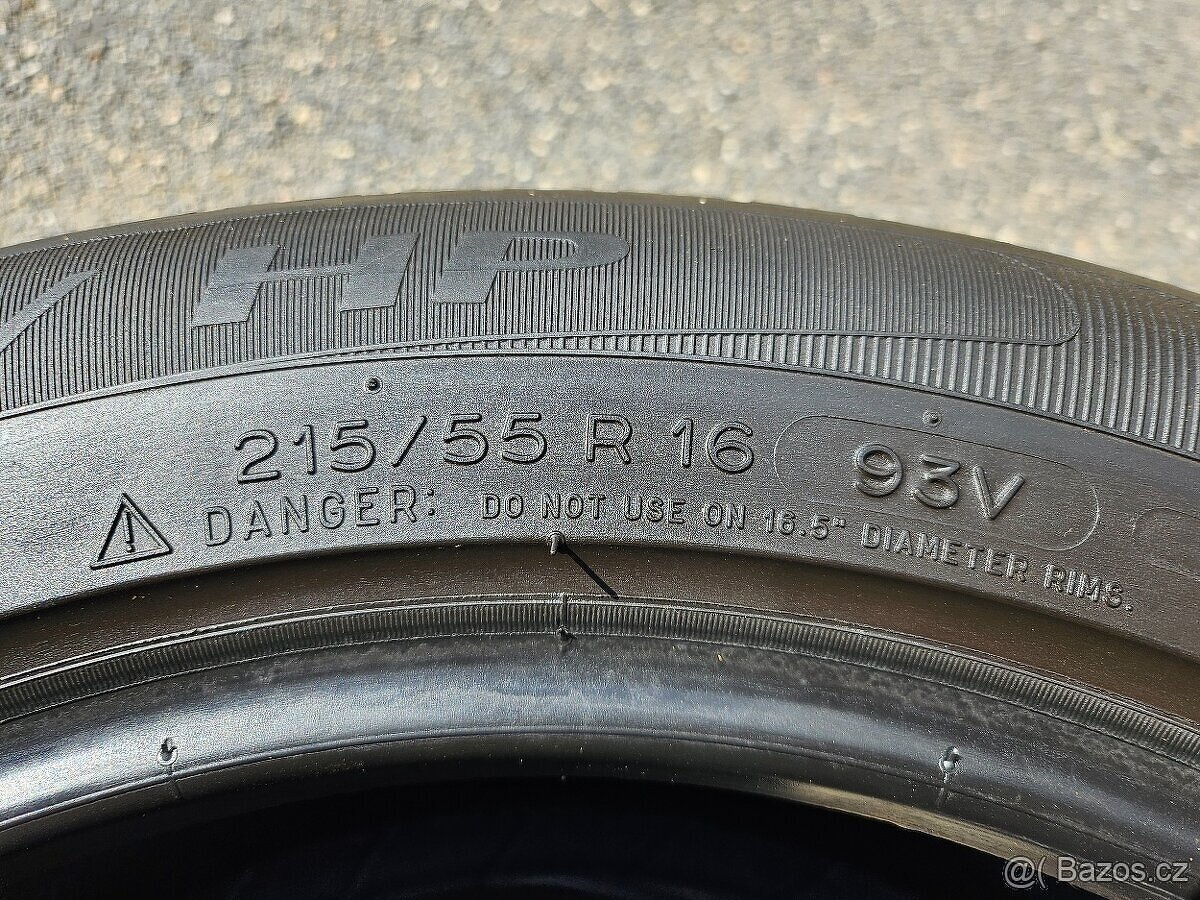 HP
215/55 R 16 93V
DANGER: DO NOT USE ON 16.5" DIAMETER RIMS.
@( Bazos.cz